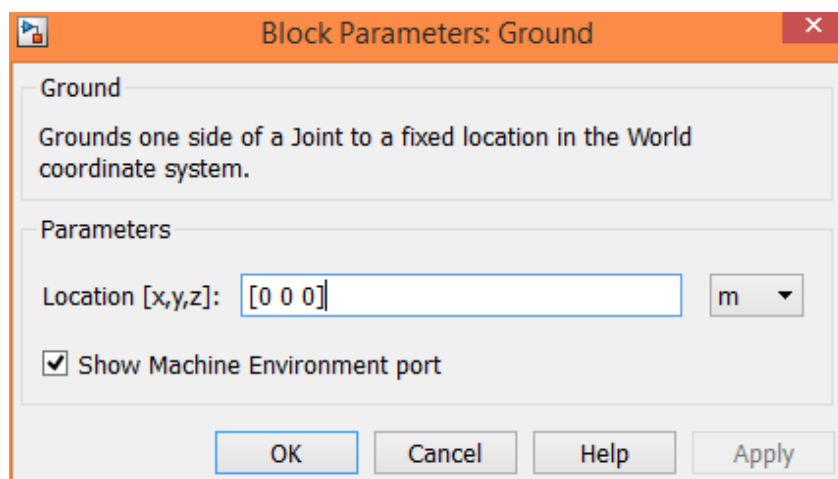 Block Parameters: Ground
×
Ground
Grounds one side of a Joint to a fixed location in the World
coordinate system.
Parameters
Location [x,y,z]: [0 0 0] m
Show Machine Environment port
OK Cancel Help Apply